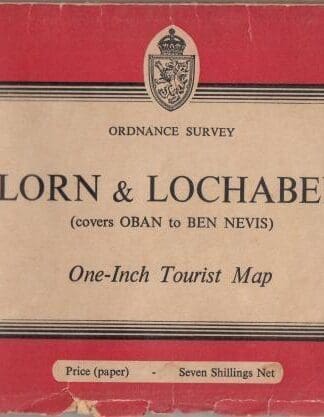 ORDNANCE SURVEY
LORN & LOCHABE
(covers OBAN to BEN NEVIS)
One-Inch Tourist Map
Price (paper) - Seven Shillings Net